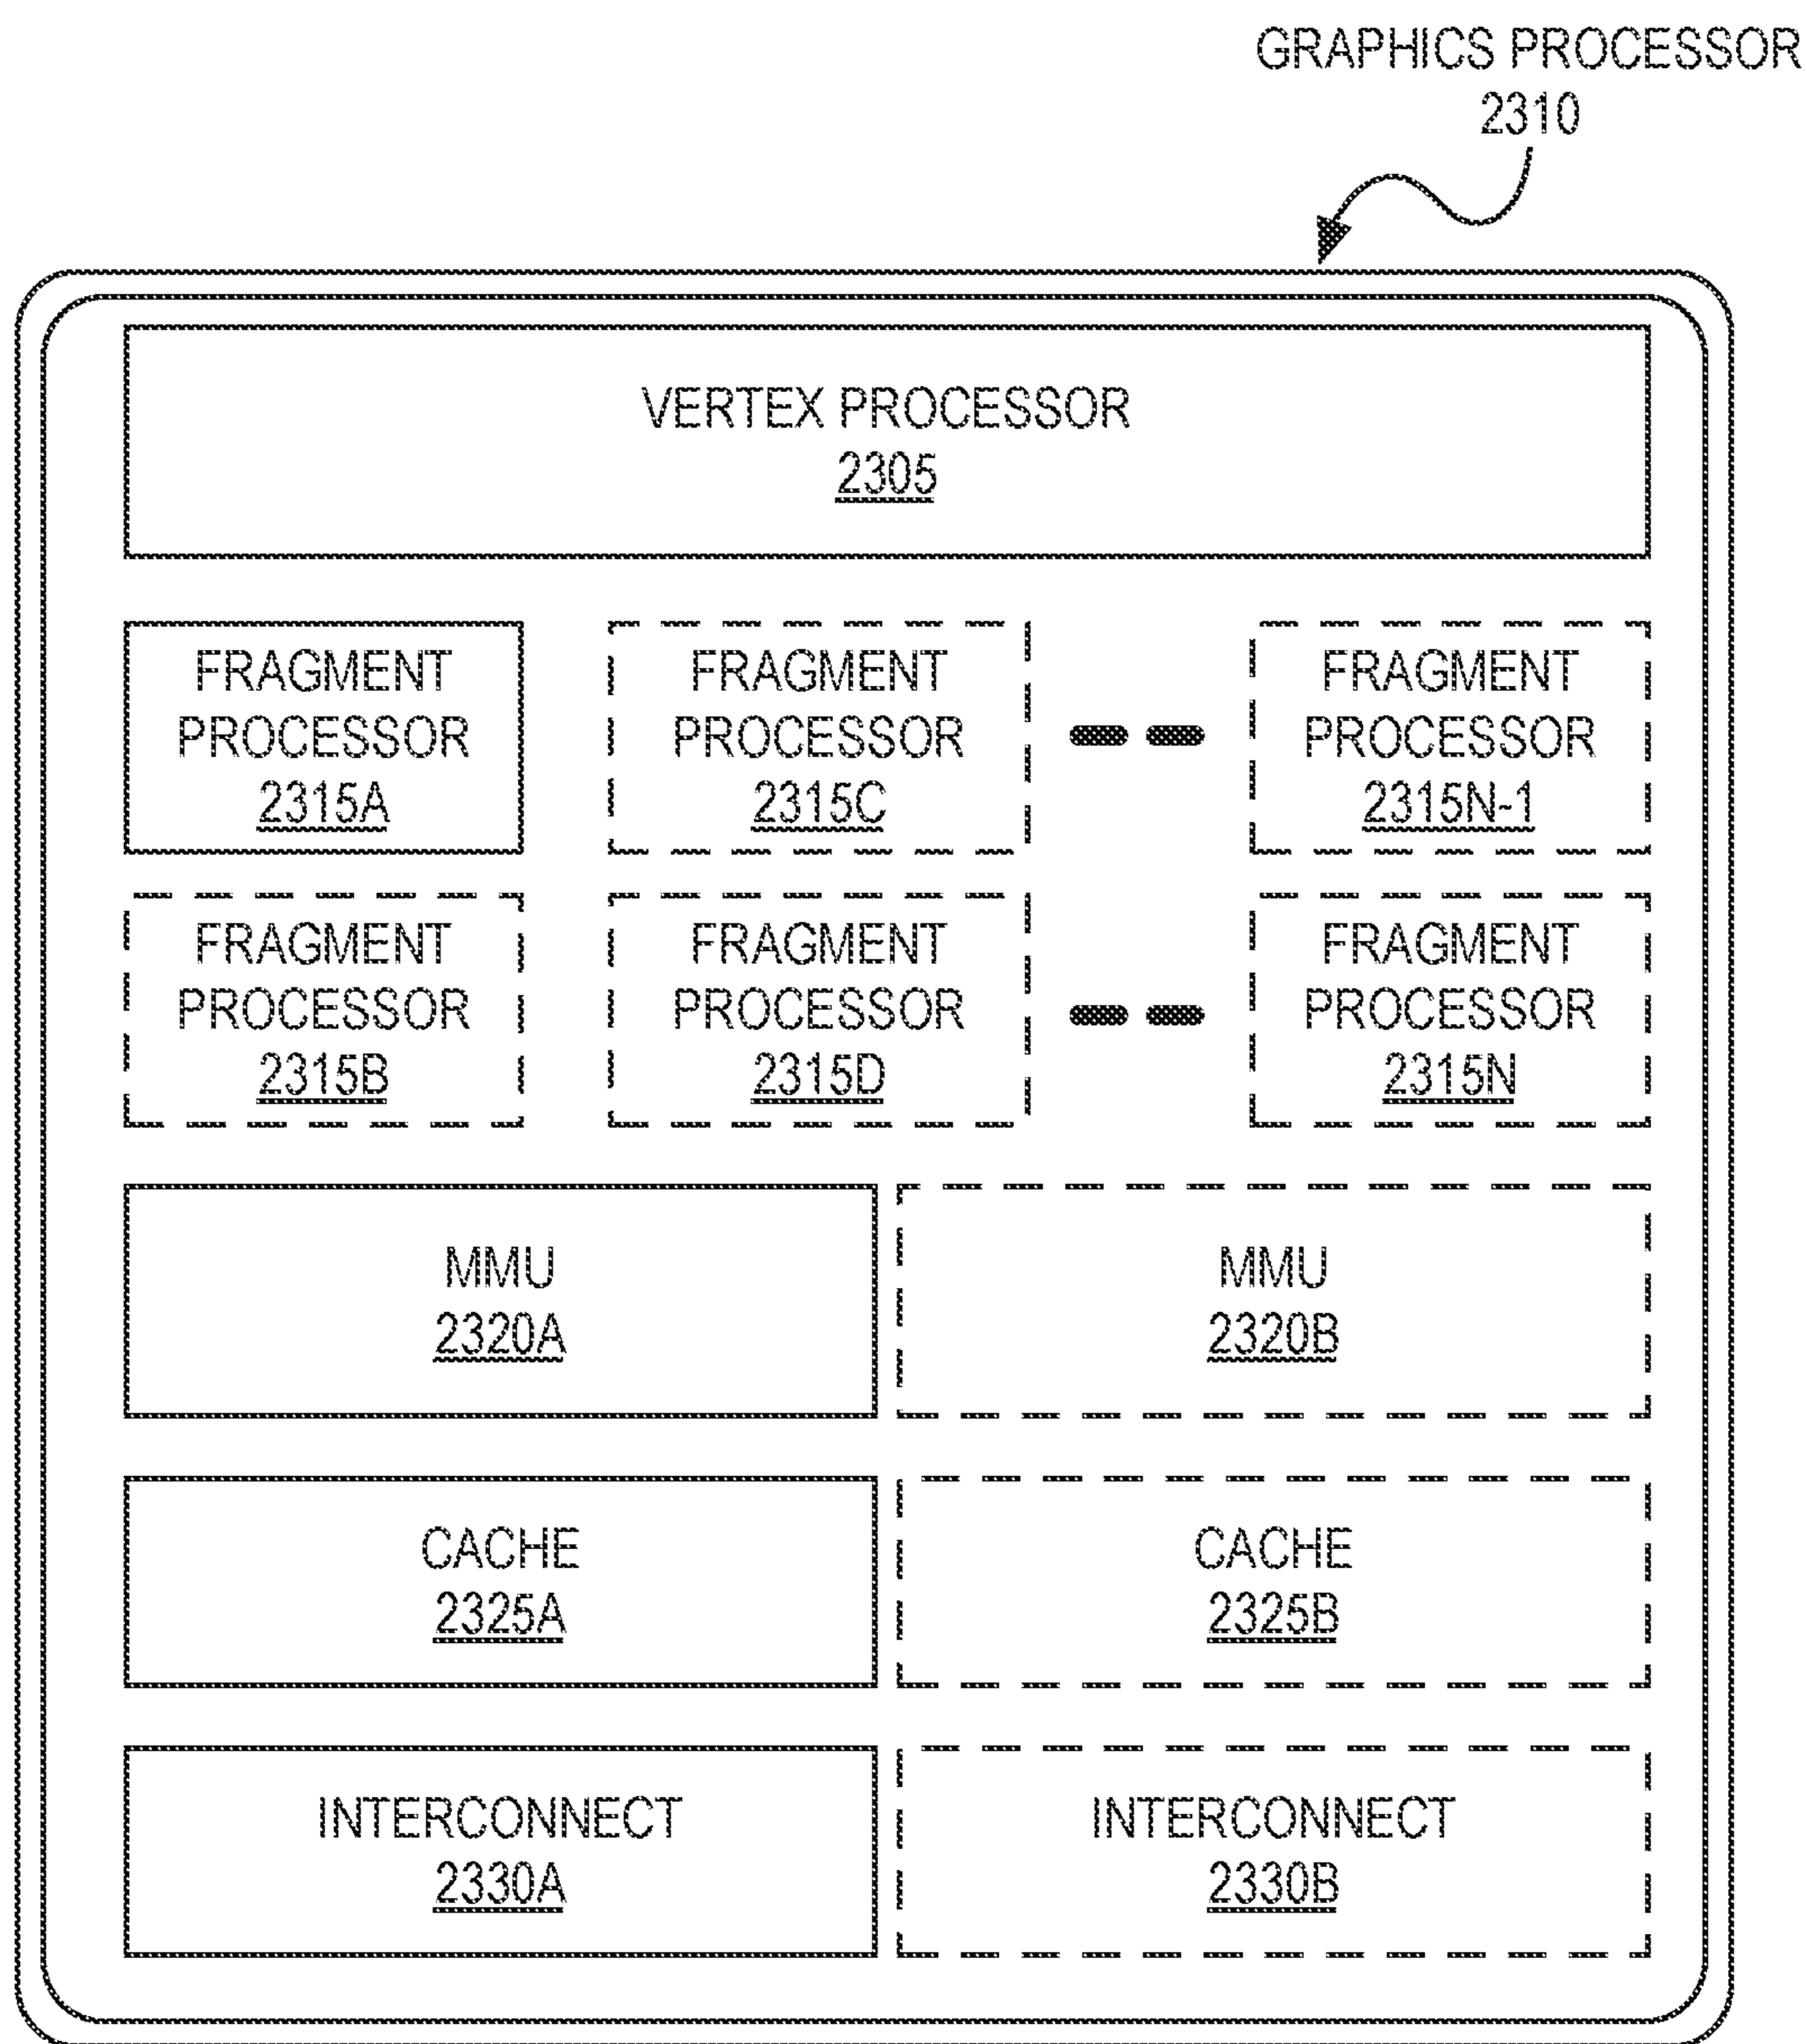 GRAPHICS PROCESSOR
2310
VERTEX PROCESSOR
2305
FRAGMENT
PROCESSOR
2315A
FRAGMENT
PROCESSOR
2315C
FRAGMENT
PROCESSOR
2315N-1
FRAGMENT
PROCESSOR
2315B
FRAGMENT
PROCESSOR
2315D
FRAGMENT
PROCESSOR
2315N
MMU
2320A
MMU
2320B
CACHE
2325A
CACHE
2325B
INTERCONNECT
2330A
INTERCONNECT
2330B